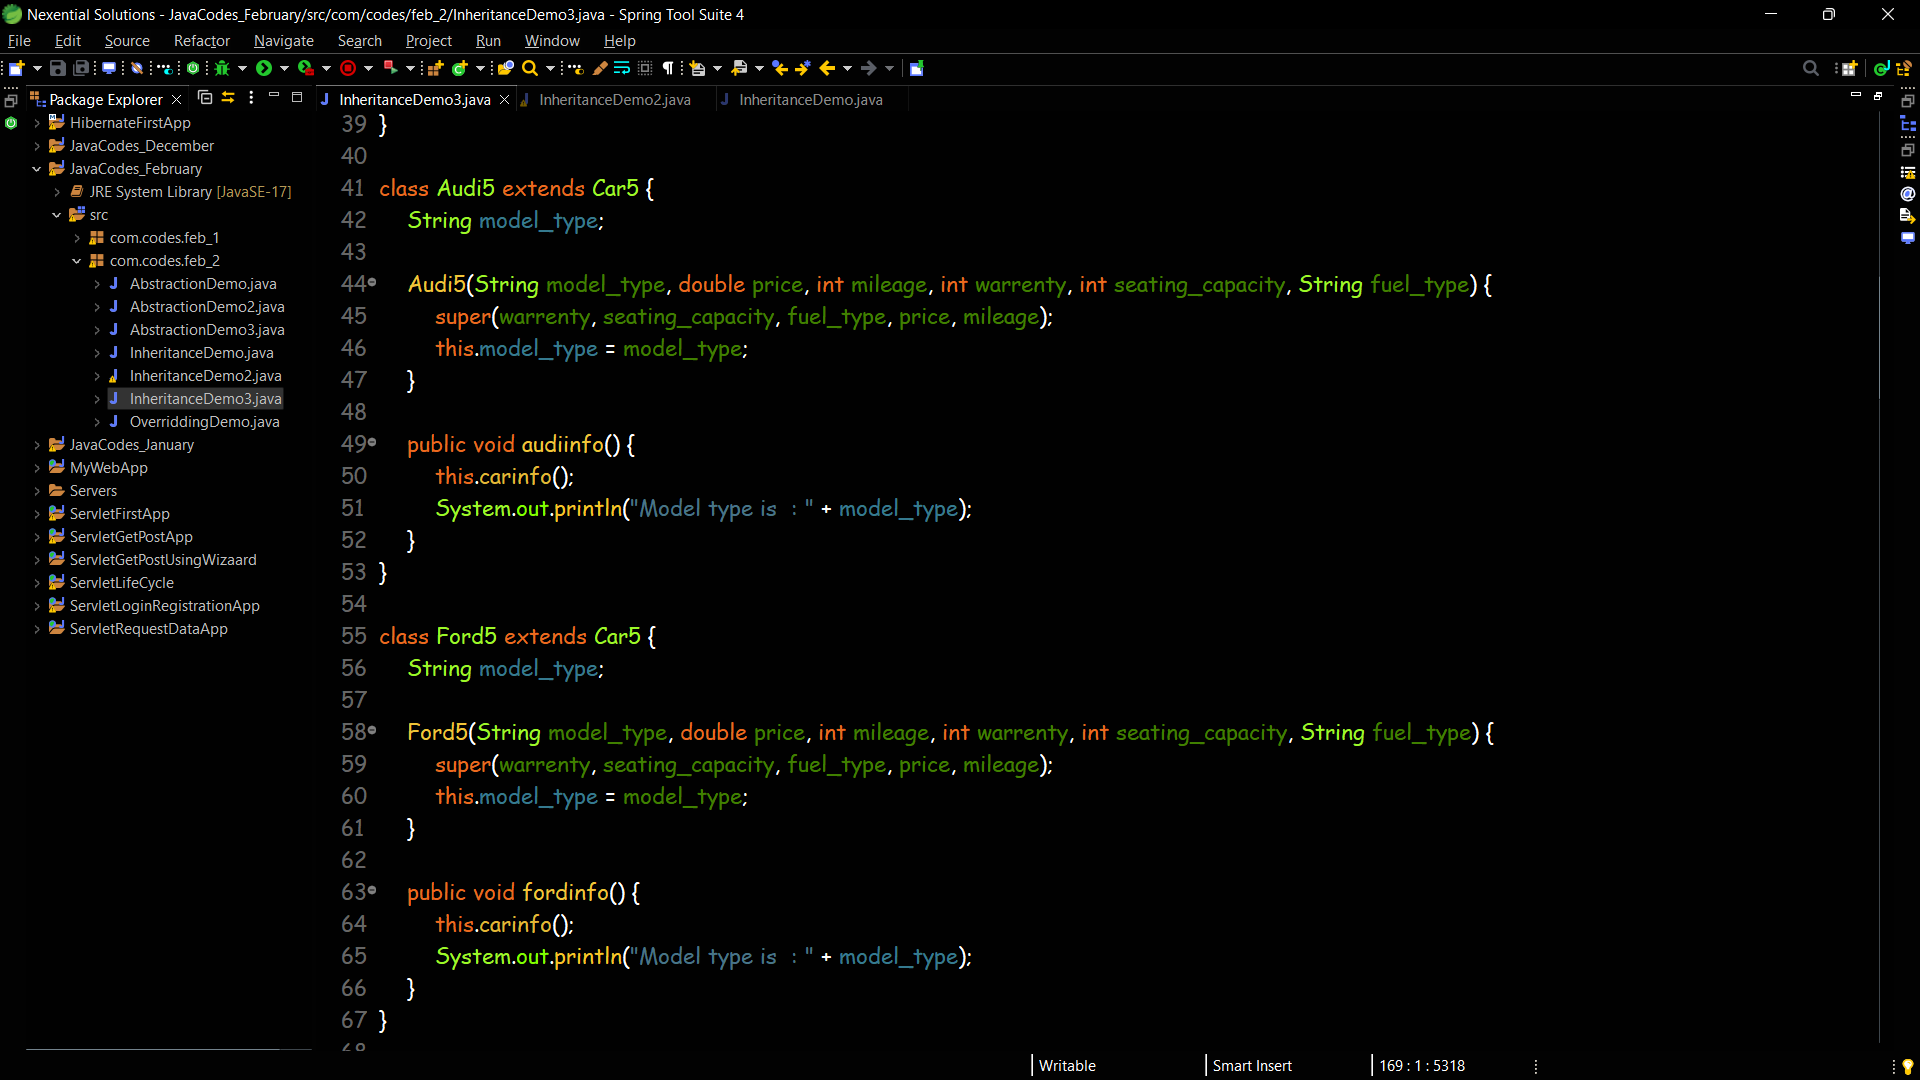 Nexential Solutions - JavaCodes_February/src/com/codes/feb_2/InheritanceDemo3.java - Spring Tool Suite 4
File Edit Source Refactor Navigate Search Project Run Window Help
Package Explorer
HibernateFirstApp
JavaCodes_December
JavaCodes_February
JRE System Library [JavaSE-17]
src
com.codes.feb_1
com.codes.feb_2
AbstractionDemo.java
AbstractionDemo2.java
AbstractionDemo3.java
InheritanceDemo.java
InheritanceDemo2.java
InheritanceDemo3.java
OverriddingDemo.java
JavaCodes_January
MyWebApp
Servers
ServletFirstApp
ServletGetPostApp
ServletGetPostUsingWizaard
ServletLifeCycle
ServletLoginRegistrationApp
ServletRequestDataApp
InheritanceDemo3.java InheritanceDemo2.java InheritanceDemo.java
39 }
40
41 class Audi5 extends Car5 {
42 String model_type;
43
44 Audi5(String model_type, double price, int mileage, int warrenty, int seating_capacity, String fuel_type) {
45 super(warrenty, seating_capacity, fuel_type, price, mileage);
46 this.model_type = model_type;
47 }
48
49 public void audiinfo() {
50 this.carinfo();
51 System.out.println("Model type is  : " + model_type);
52 }
53 }
54
55 class Ford5 extends Car5 {
56 String model_type;
57
58 Ford5(String model_type, double price, int mileage, int warrenty, int seating_capacity, String fuel_type) {
59 super(warrenty, seating_capacity, fuel_type, price, mileage);
60 this.model_type = model_type;
61 }
62
63 public void fordinfo() {
64 this.carinfo();
65 System.out.println("Model type is  : " + model_type);
66 }
67 }
68
Writable Smart Insert 169 : 1 : 5318